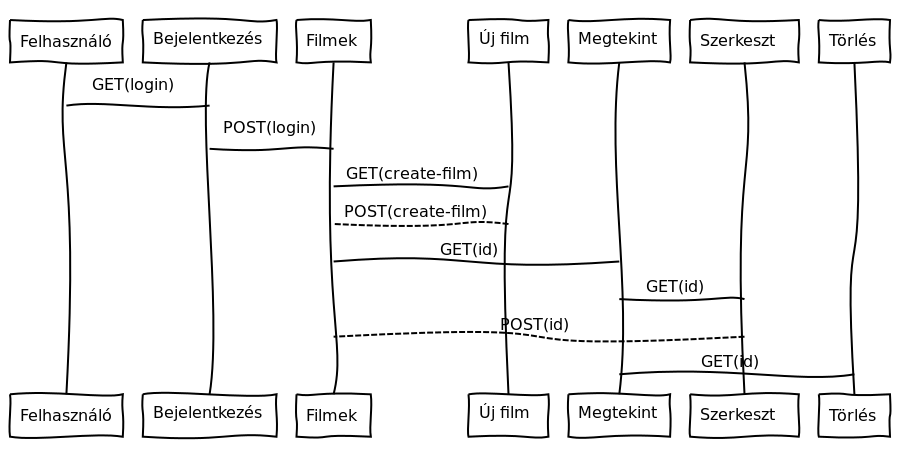 Felhasználó
Bejelentkezés
Filmek
Új film
Megtekint
Szerkeszt
Törlés
GET(login)
POST(login)
GET(create-film)
POST(create-film)
GET(id)
GET(id)
POST(id)
GET(id)
Felhasználó
Bejelentkezés
Filmek
Új film
Megtekint
Szerkeszt
Törlés